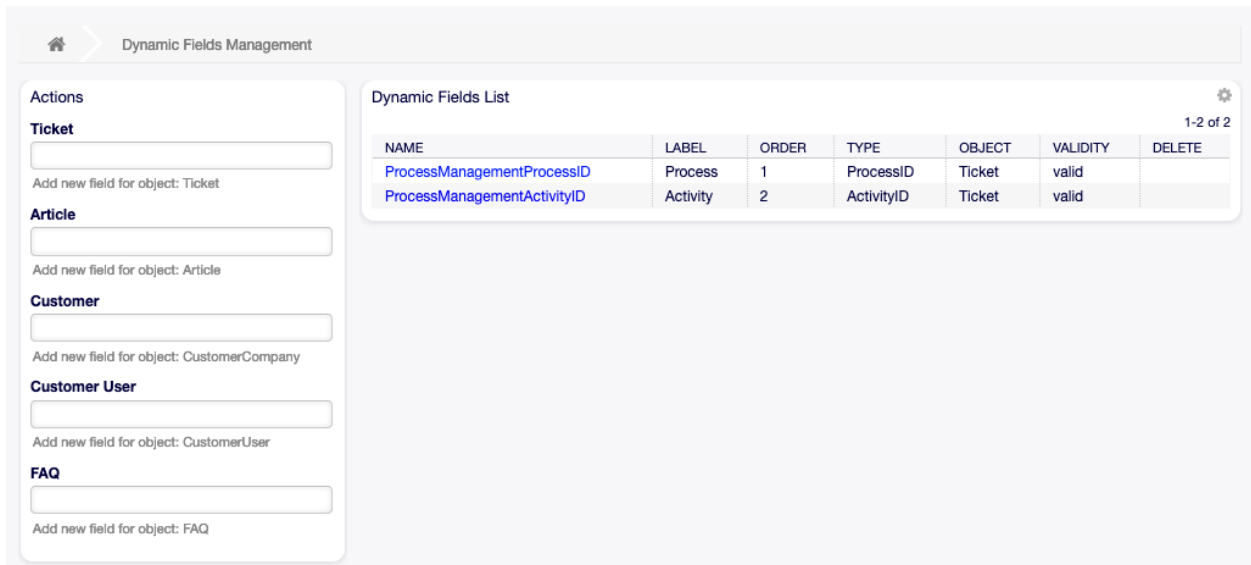 Dynamic Fields Management
Actions
Ticket
Add new field for object: Ticket
Article
Add new field for object: Article
Customer
Add new field for object: CustomerCompany
Customer User
Add new field for object: CustomerUser
FAQ
Add new field for object: FAQ
Dynamic Fields List
1-2 of 2
NAME LABEL ORDER TYPE OBJECT VALIDITY DELETE
ProcessManagementProcessID Process 1 ProcessID Ticket valid
ProcessManagementActivityID Activity 2 ActivityID Ticket valid